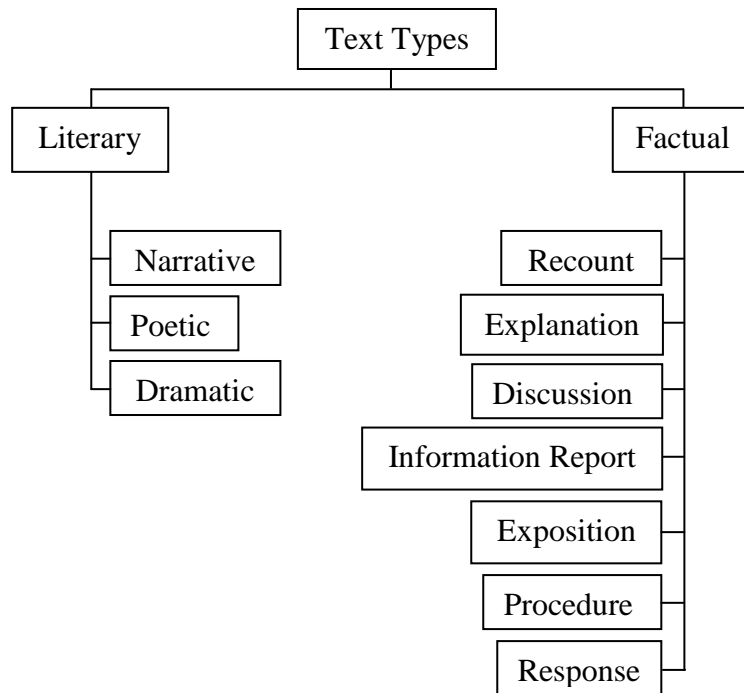 Text Types
Literary
Factual
Narrative
Poetic
Dramatic
Recount
Explanation
Discussion
Information Report
Exposition
Procedure
Response